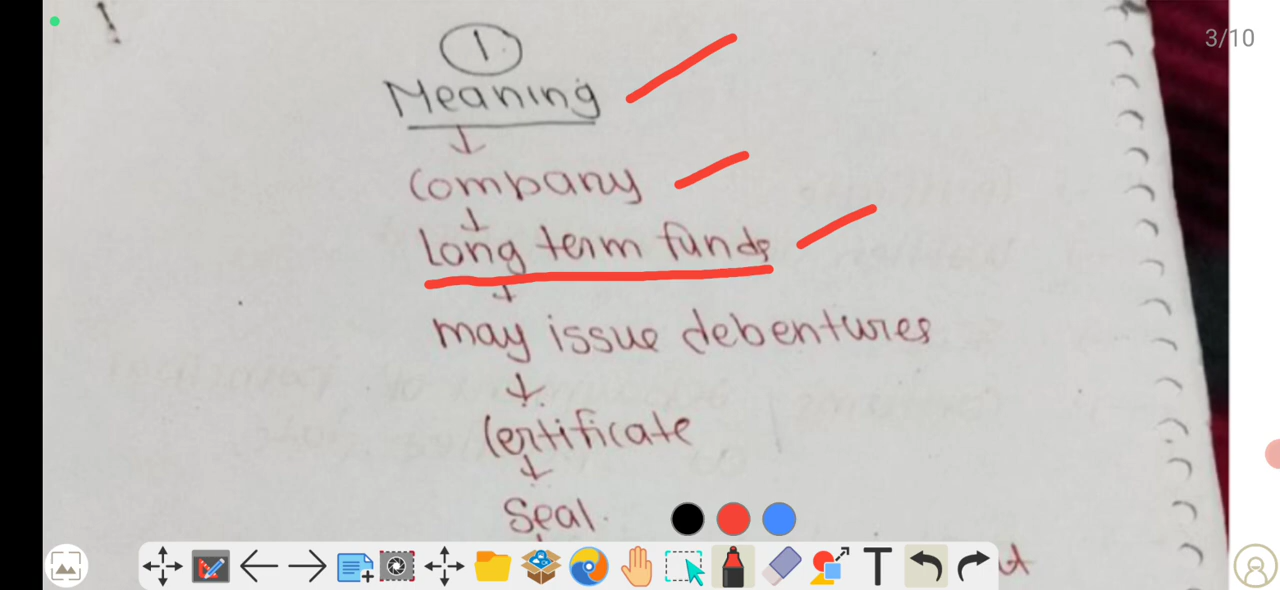 3/10
1
Meaning
Company
Long term funds
may issue debentures
Certificate
Seal.
T